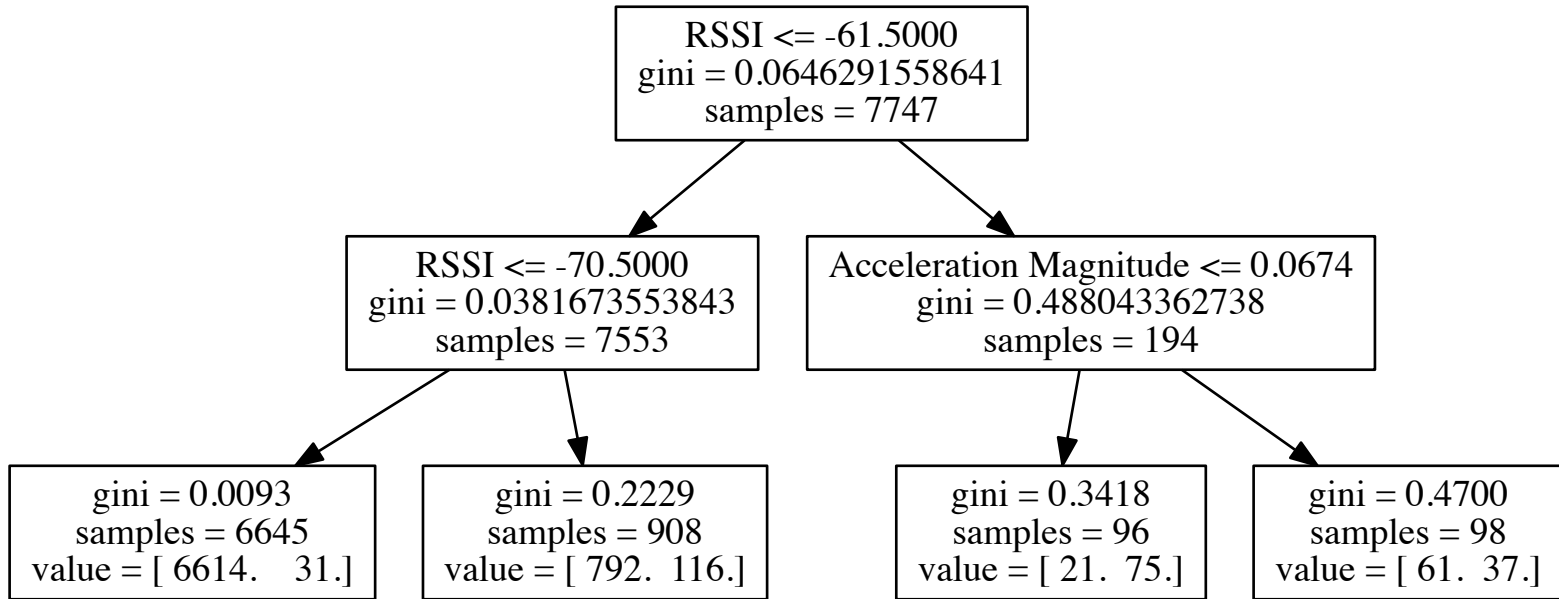 RSSI <= -61.5000
gini = 0.0646291558641
samples = 7747
RSSI <= -70.5000
gini = 0.0381673553843
samples = 7553
Acceleration Magnitude <= 0.0674
gini = 0.488043362738
samples = 194
gini = 0.0093
samples = 6645
value = [ 6614.    31.]
gini = 0.2229
samples = 908
value = [ 792.  116.]
gini = 0.3418
samples = 96
value = [ 21.  75.]
gini = 0.4700
samples = 98
value = [ 61.  37.]